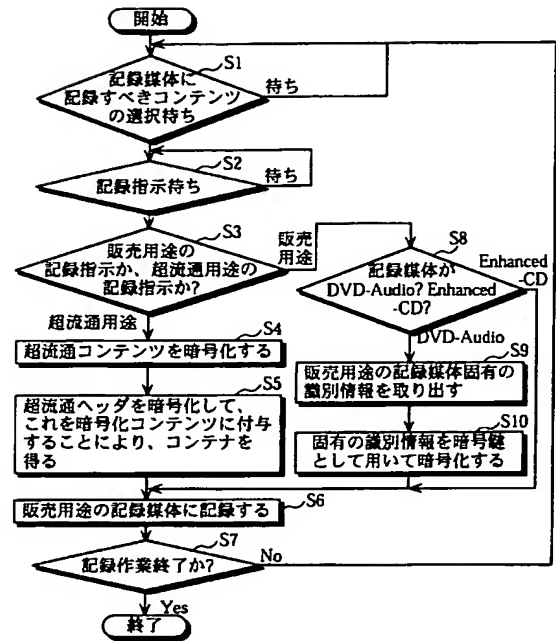 開始
S1
記録媒体に
記録すべきコンテンツ
の選択待ち
待ち
S2
記録指示待ち
待ち
S3
販売用途の
記録指示か、超流通用途の
記録指示か?
販売
用途
超流通用途
S8
記録媒体が
DVD-Audio? Enhanced
-CD?
Enhanced
-CD
DVD-Audio
S4
超流通コンテンツを暗号化する
S5
超流通ヘッダを暗号化して、
これを暗号化コンテンツに付与
することにより、コンテナを
得る
S9
販売用途の記録媒体固有の
識別情報を取り出す
S10
固有の識別情報を暗号鍵
として用いて暗号化する
販売用途の記録媒体に記録する
S6
S7
記録作業終了か?
No
Yes
終了